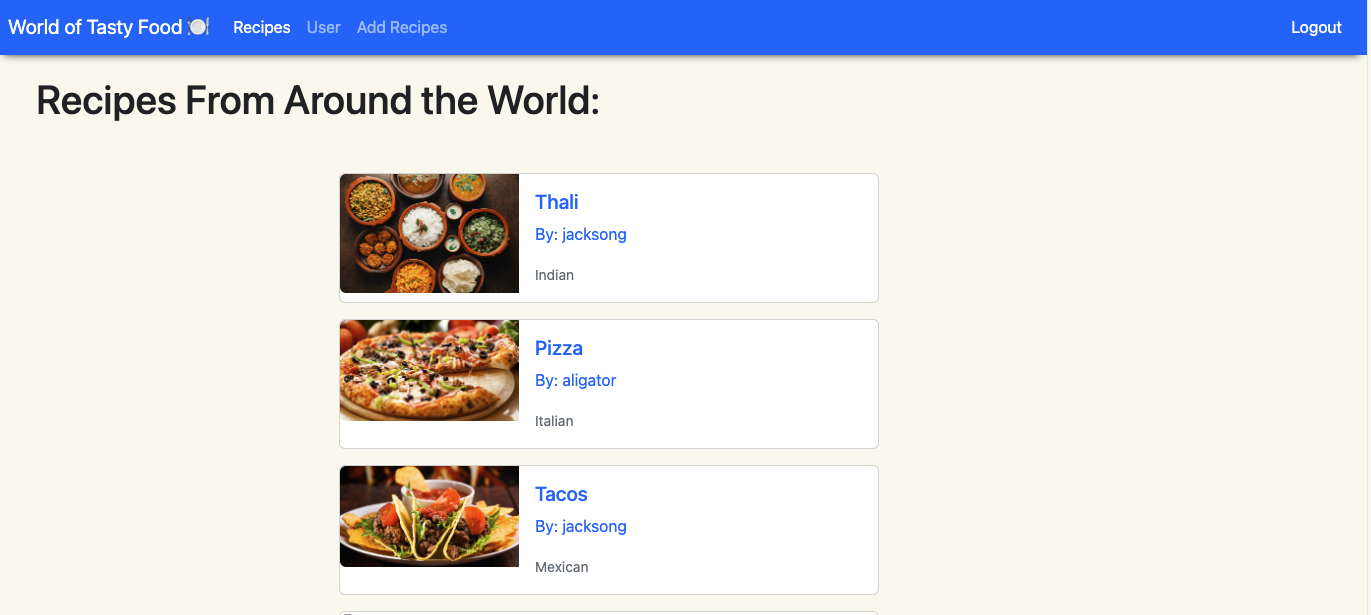 World of Tasty Food🍽️ Recipes User Add Recipes Logout
Recipes From Around the World:
Thali
By: jacksong
Indian
Pizza
By: aligator
Italian
Tacos
By: jacksong
Mexican